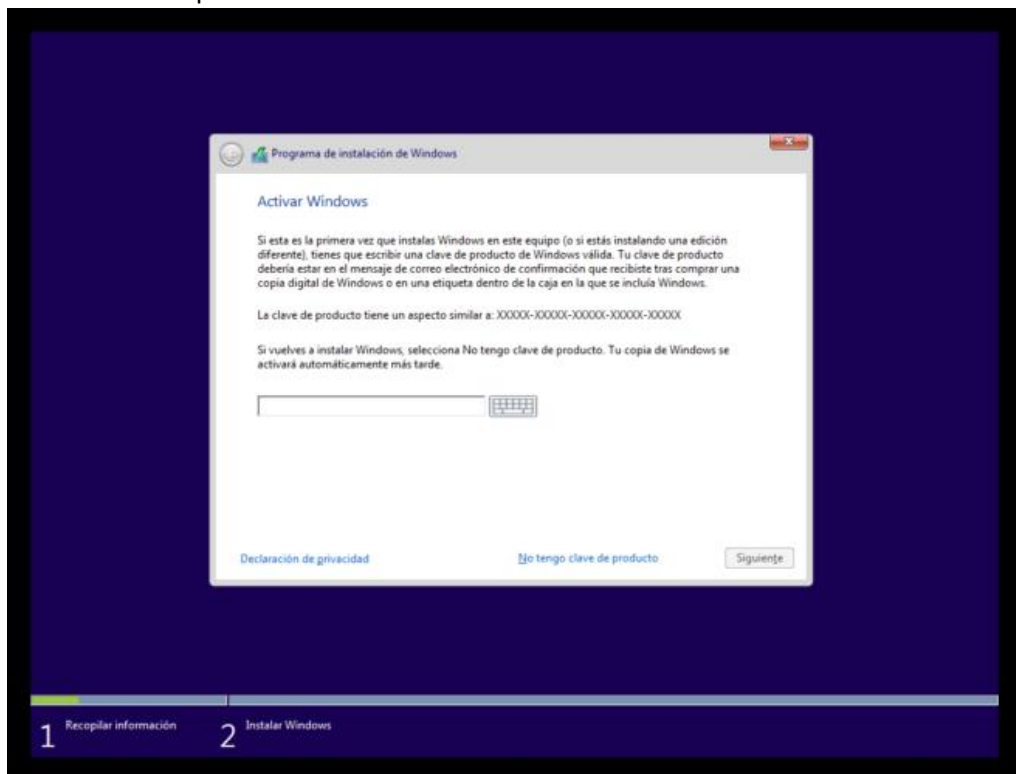 Programa de instalación de Windows
Activar Windows
Si esta es la primera vez que instalas Windows en este equipo (o si estás instalando una edición
diferente), tienes que escribir una clave de producto de Windows válida. Tu clave de producto
debería estar en el mensaje de correo electrónico de confirmación que recibiste tras comprar una
copia digital de Windows o en una etiqueta dentro de la caja en la que se incluía Windows.
La clave de producto tiene un aspecto similar a: XXXXX-XXXXX-XXXXX-XXXXX-XXXXX
Si vuelves a instalar Windows, selecciona No tengo clave de producto. Tu copia de Windows se
activará automáticamente más tarde.
Declaración de privacidad
No tengo clave de producto
Siguiente
1 Recopilar información
2 Instalar Windows